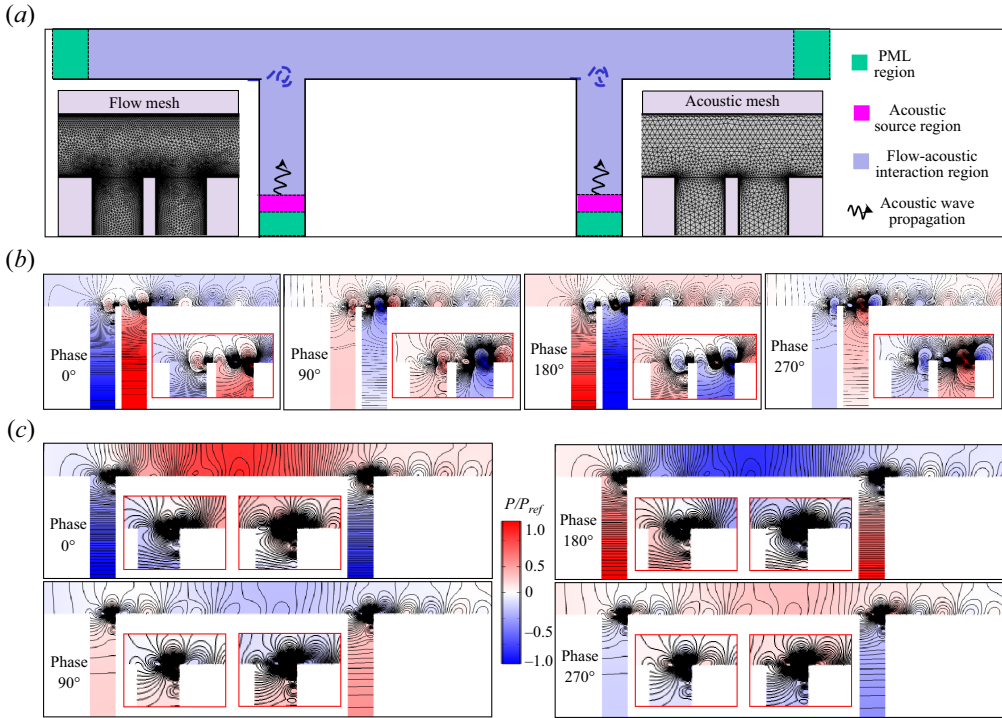 (a)
Flow mesh
Acoustic mesh
PML
region
Acoustic
source region
Flow-acoustic
interaction region
Acoustic wave
propagation
(b)
Phase
0°
Phase
90°
Phase
180°
Phase
270°
(c)
Phase
0°
P/P_ref
1.0
0.5
0
−0.5
−1.0
Phase
180°
Phase
90°
Phase
270°